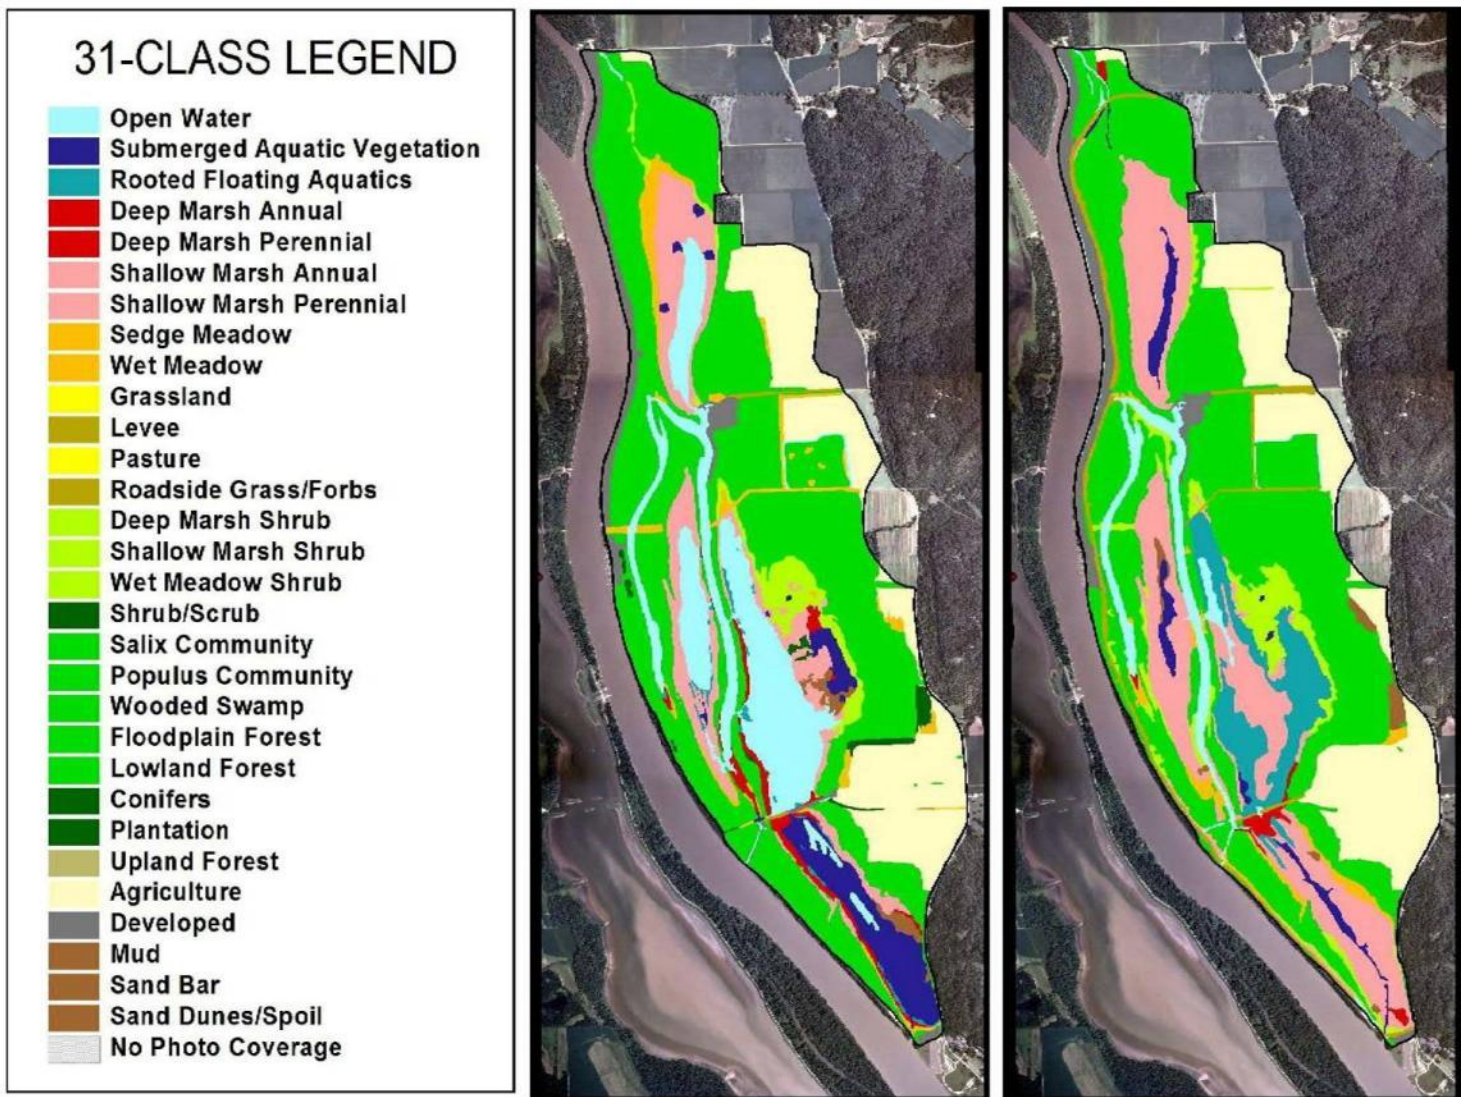 31-CLASS LEGEND
Open Water
Submerged Aquatic Vegetation
Rooted Floating Aquatics
Deep Marsh Annual
Deep Marsh Perennial
Shallow Marsh Annual
Shallow Marsh Perennial
Sedge Meadow
Wet Meadow
Grassland
Levee
Pasture
Roadside Grass/Forbs
Deep Marsh Shrub
Shallow Marsh Shrub
Wet Meadow Shrub
Shrub/Scrub
Salix Community
Populus Community
Wooded Swamp
Floodplain Forest
Lowland Forest
Conifers
Plantation
Upland Forest
Agriculture
Developed
Mud
Sand Bar
Sand Dunes/Spoil
No Photo Coverage